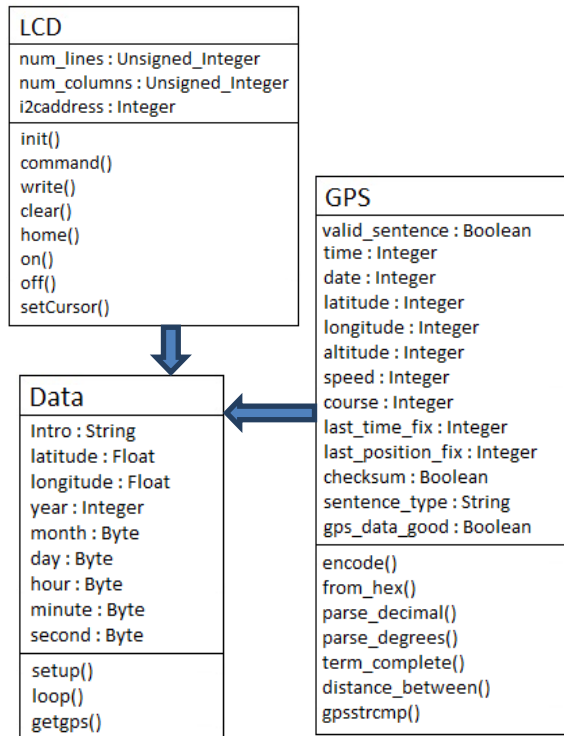 LCD
num_lines : Unsigned_Integer
num_columns : Unsigned_Integer
i2caddress : Integer
init()
command()
write()
clear()
home()
on()
off()
setCursor()
GPS
valid_sentence : Boolean
time : Integer
date : Integer
latitude : Integer
longitude : Integer
altitude : Integer
speed : Integer
course : Integer
last_time_fix : Integer
last_position_fix : Integer
checksum : Boolean
sentence_type : String
gps_data_good : Boolean
encode()
from_hex()
parse_decimal()
parse_degrees()
term_complete()
distance_between()
gpsstrcmp()
Data
Intro : String
latitude : Float
longitude : Float
year : Integer
month : Byte
day : Byte
hour : Byte
minute : Byte
second : Byte
setup()
loop()
getgps()